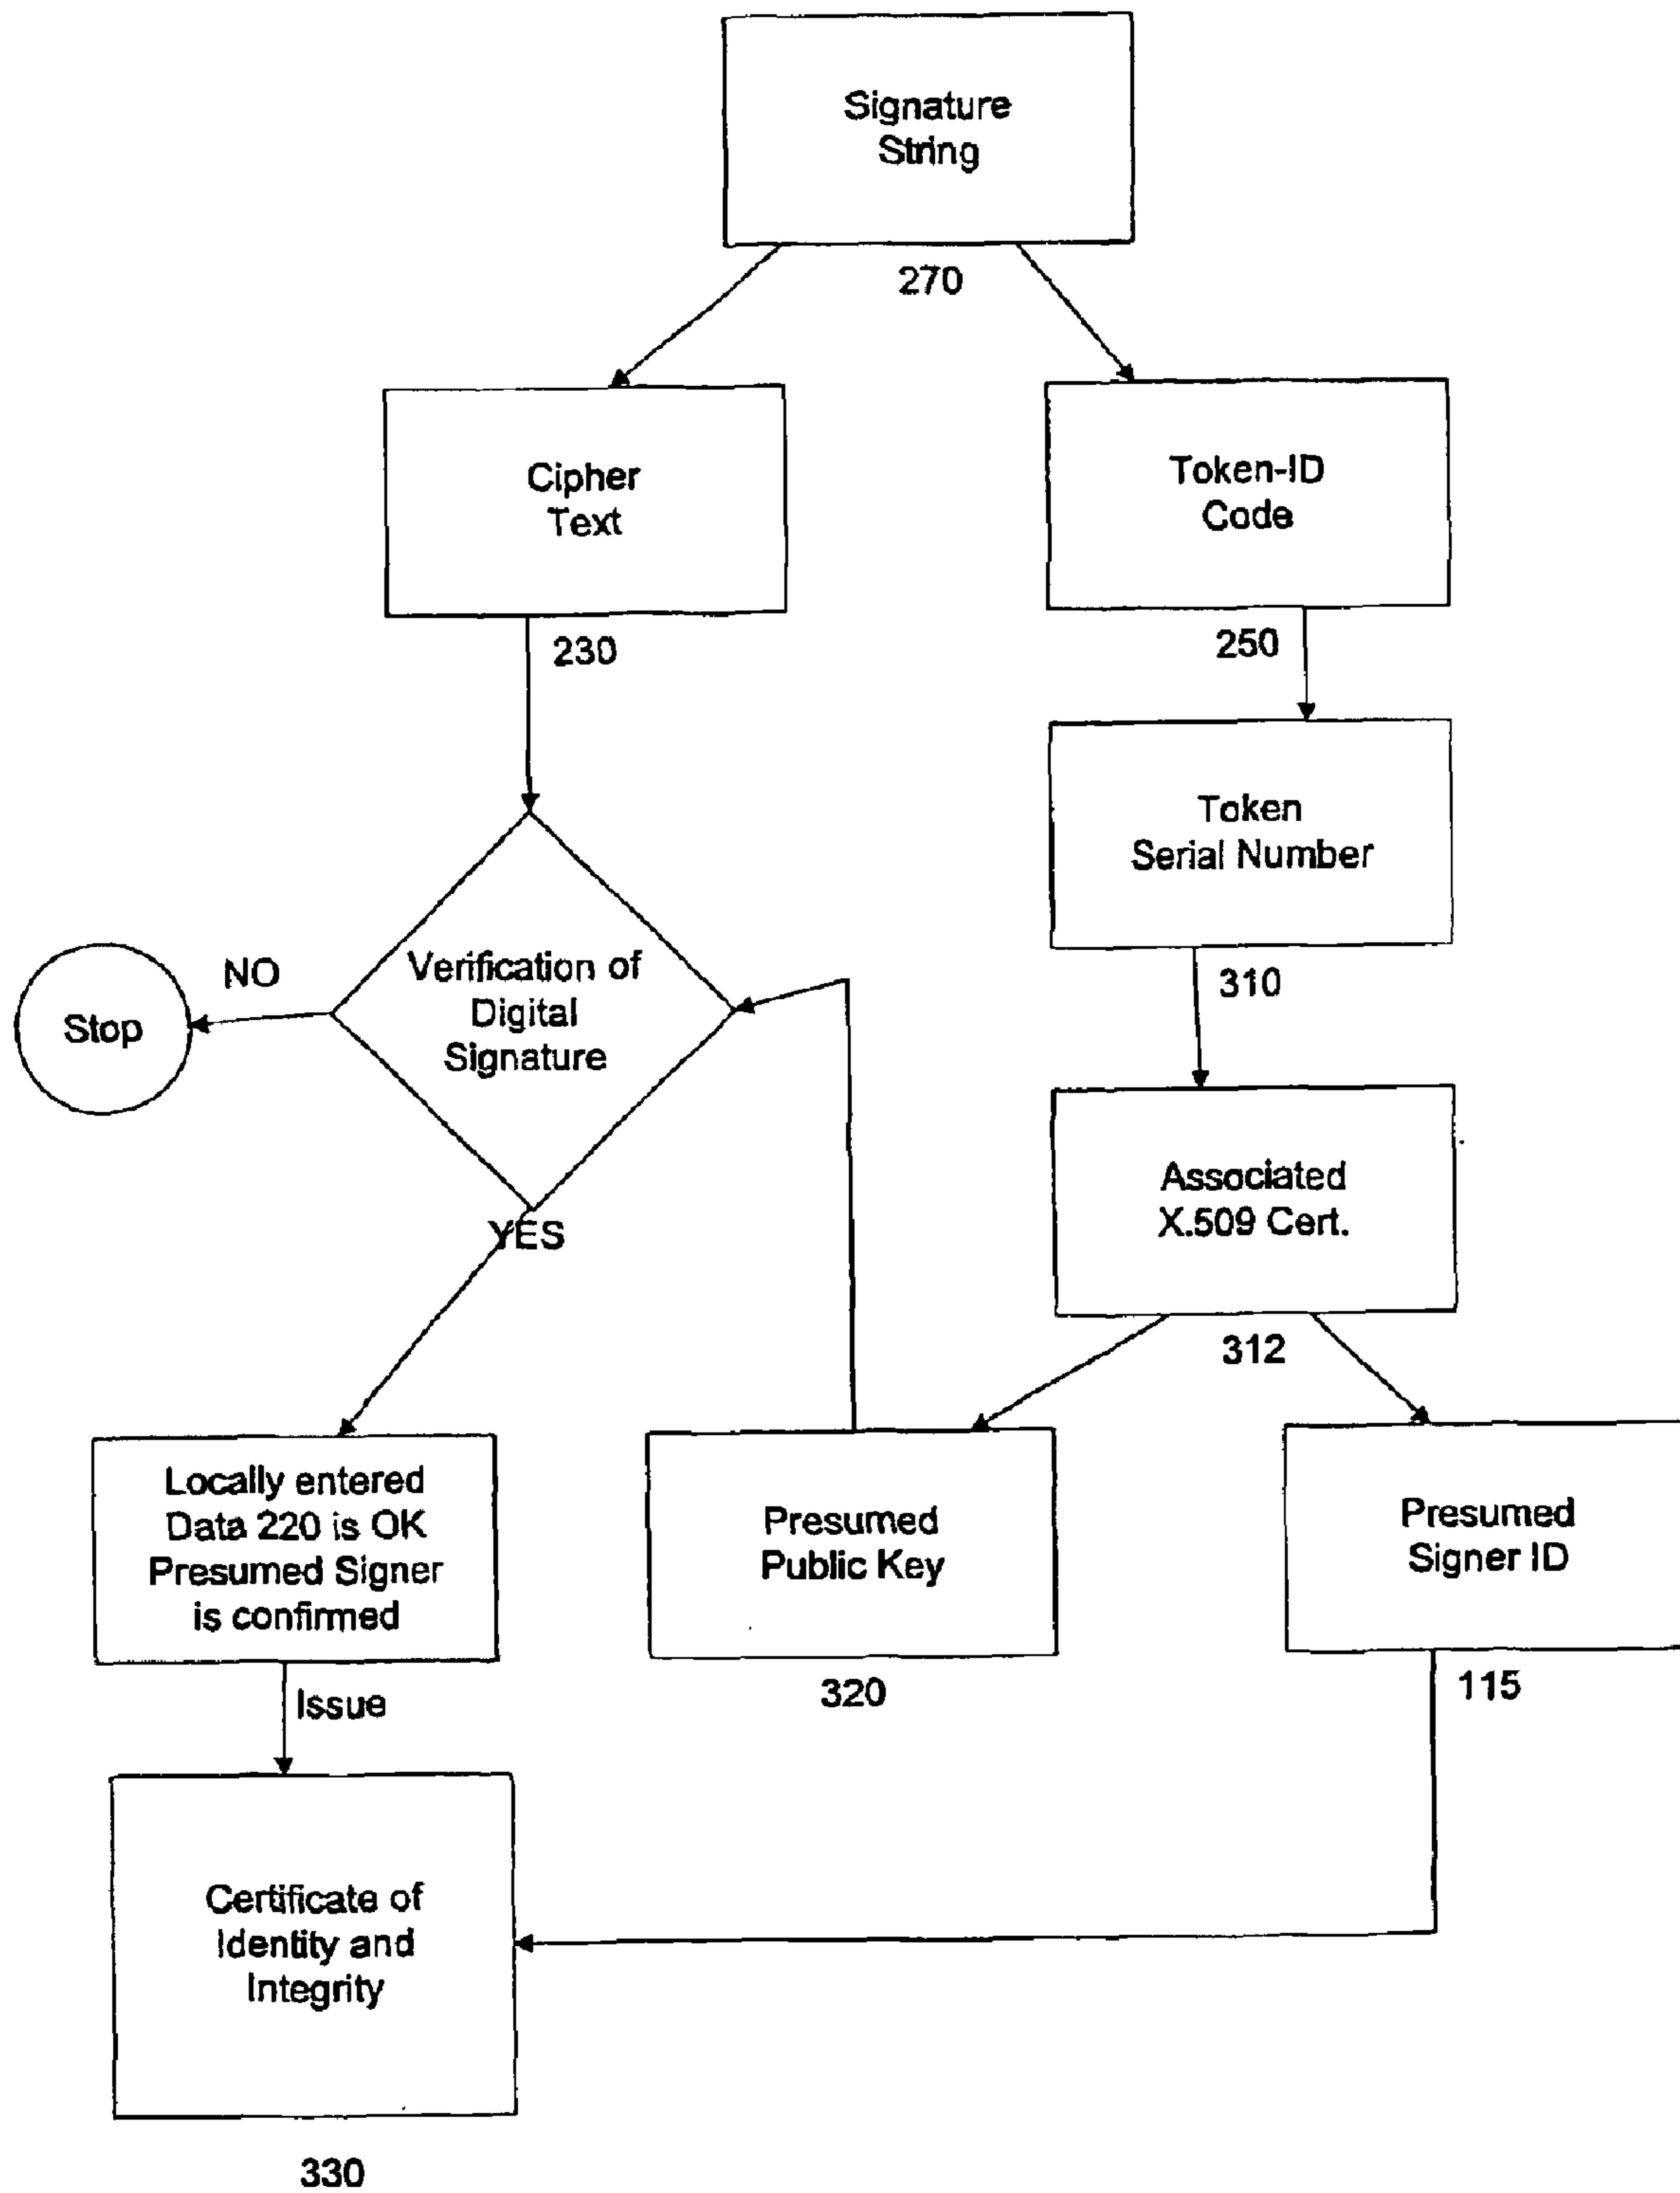 Signature
String
270
Cipher
Text
230
Token-ID
Code
250
Token
Serial Number
310
Verification of
Digital
Signature
NO
Stop
YES
Associated
X.509 Cert.
312
Locally entered
Data 220 is OK
Presumed Signer
is confirmed
Issue
Presumed
Public Key
320
Presumed
Signer ID
115
Certificate of
Identity and
Integrity
330